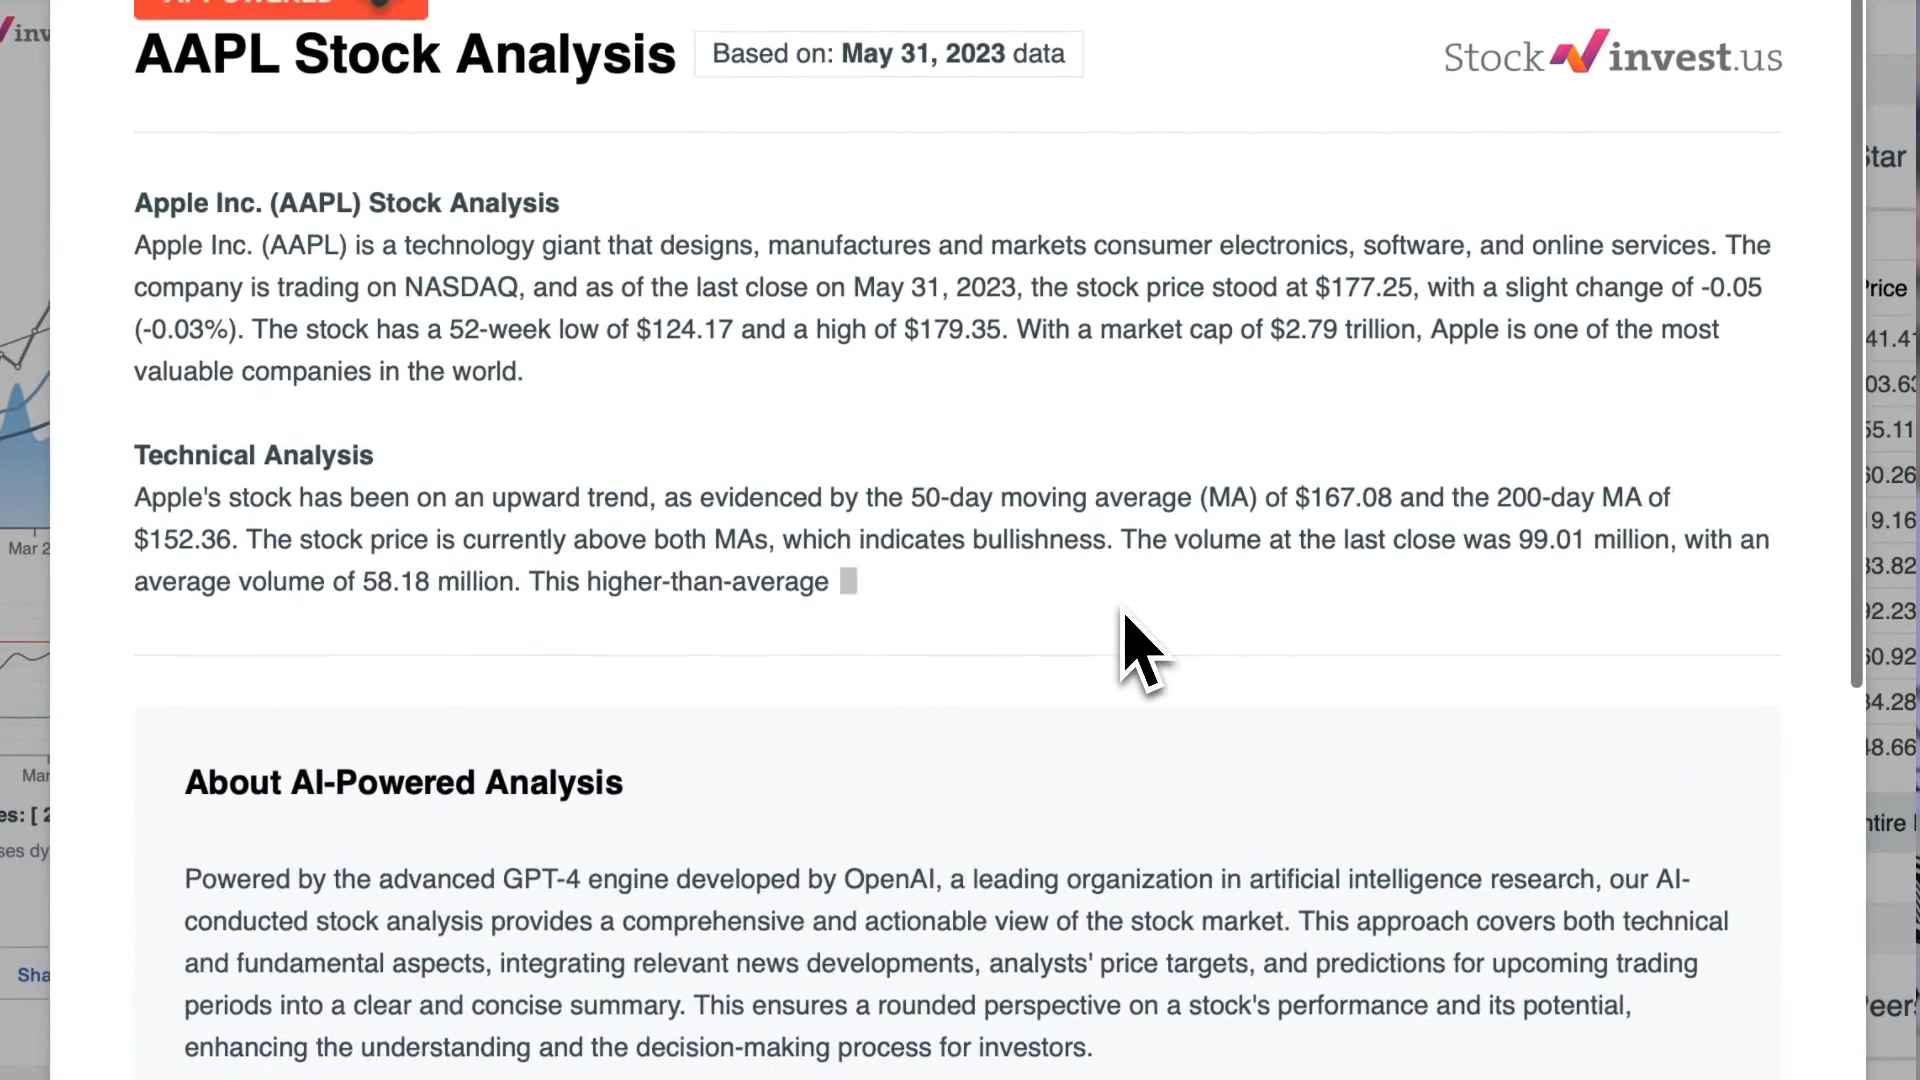 AAPL Stock Analysis
Based on: May 31, 2023 data
Stock invest.us
Apple Inc. (AAPL) Stock Analysis
Apple Inc. (AAPL) is a technology giant that designs, manufactures and markets consumer electronics, software, and online services. The
company is trading on NASDAQ, and as of the last close on May 31, 2023, the stock price stood at $177.25, with a slight change of -0.05
(-0.03%). The stock has a 52-week low of $124.17 and a high of $179.35. With a market cap of $2.79 trillion, Apple is one of the most
valuable companies in the world.
Technical Analysis
Apple's stock has been on an upward trend, as evidenced by the 50-day moving average (MA) of $167.08 and the 200-day MA of
$152.36. The stock price is currently above both MAs, which indicates bullishness. The volume at the last close was 99.01 million, with an
average volume of 58.18 million. This higher-than-average
About AI-Powered Analysis
Powered by the advanced GPT-4 engine developed by OpenAI, a leading organization in artificial intelligence research, our AI-
conducted stock analysis provides a comprehensive and actionable view of the stock market. This approach covers both technical
and fundamental aspects, integrating relevant news developments, analysts' price targets, and predictions for upcoming trading
periods into a clear and concise summary. This ensures a rounded perspective on a stock's performance and its potential,
enhancing the understanding and the decision-making process for investors.